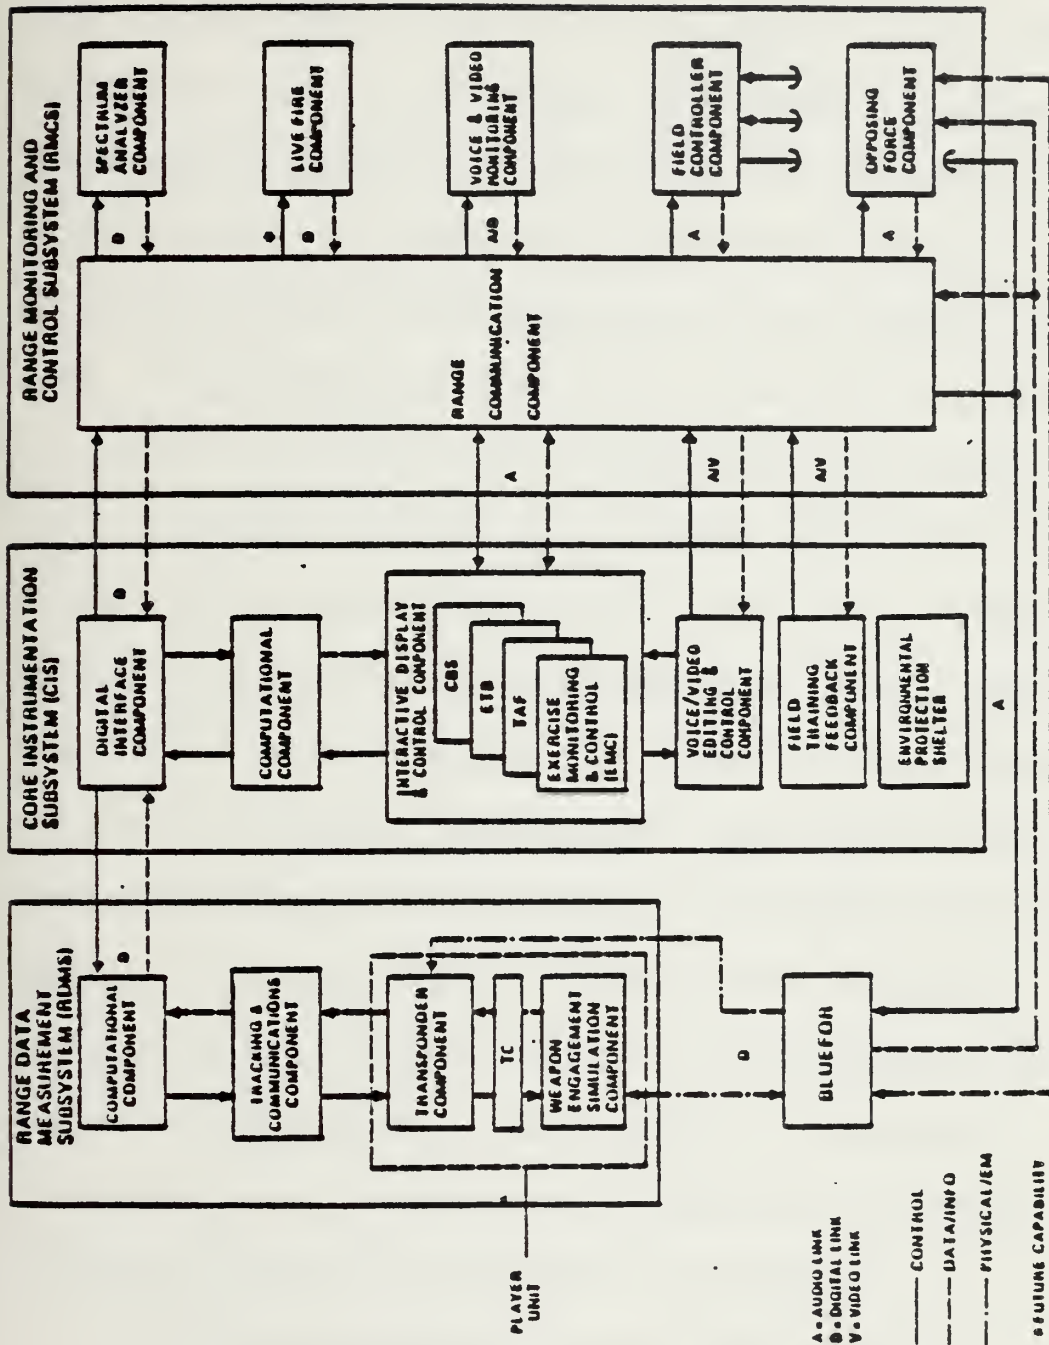 RANGE DATA
MEASUREMENT
SUBSYSTEM (RDMS)
COMPUTATIONAL
COMPONENT
TRACKING &
COMMUNICATIONS
COMPONENT
TRANSPONDER
COMPONENT
TC
WEAPON
ENGAGEMENT
SIMULATION
COMPONENT
PLAYER
UNIT
D
D
BLUEFOR
CORE INSTRUMENTATION
SUBSYSTEM (CIS)
DIGITAL
INTERFACE
COMPONENT
D
COMPUTATIONAL
COMPONENT
INTERACTIVE DISPLAY
& CONTROL COMPONENT
CBS
ETB
TAF
EXERCISE
MONITORING
& CONTROL
(EMC)
VOICE/VIDEO
EDITING &
CONTROL
COMPONENT
FIELD
TRAINING
FEEDBACK
COMPONENT
ENVIRONMENTAL
PROTECTION
SHELTER
A
A
A/V
A/V
RANGE MONITORING AND
CONTROL SUBSYSTEM (RMCS)
RANGE
COMMUNICATION
COMPONENT
SPECTRUM
ANALYZER
COMPONENT
D
LIVE FIRE
COMPONENT
D
VOICE & VIDEO
MONITORING
COMPONENT
FIELD
CONTROLLER
COMPONENT
A
OPPOSING
FORCE
COMPONENT
A
A = AUDIO LINK
D = DIGITAL LINK
V = VIDEO LINK
CONTROL
DATA/INFO
PHYSICAL/EM
FUTURE CAPABILITY